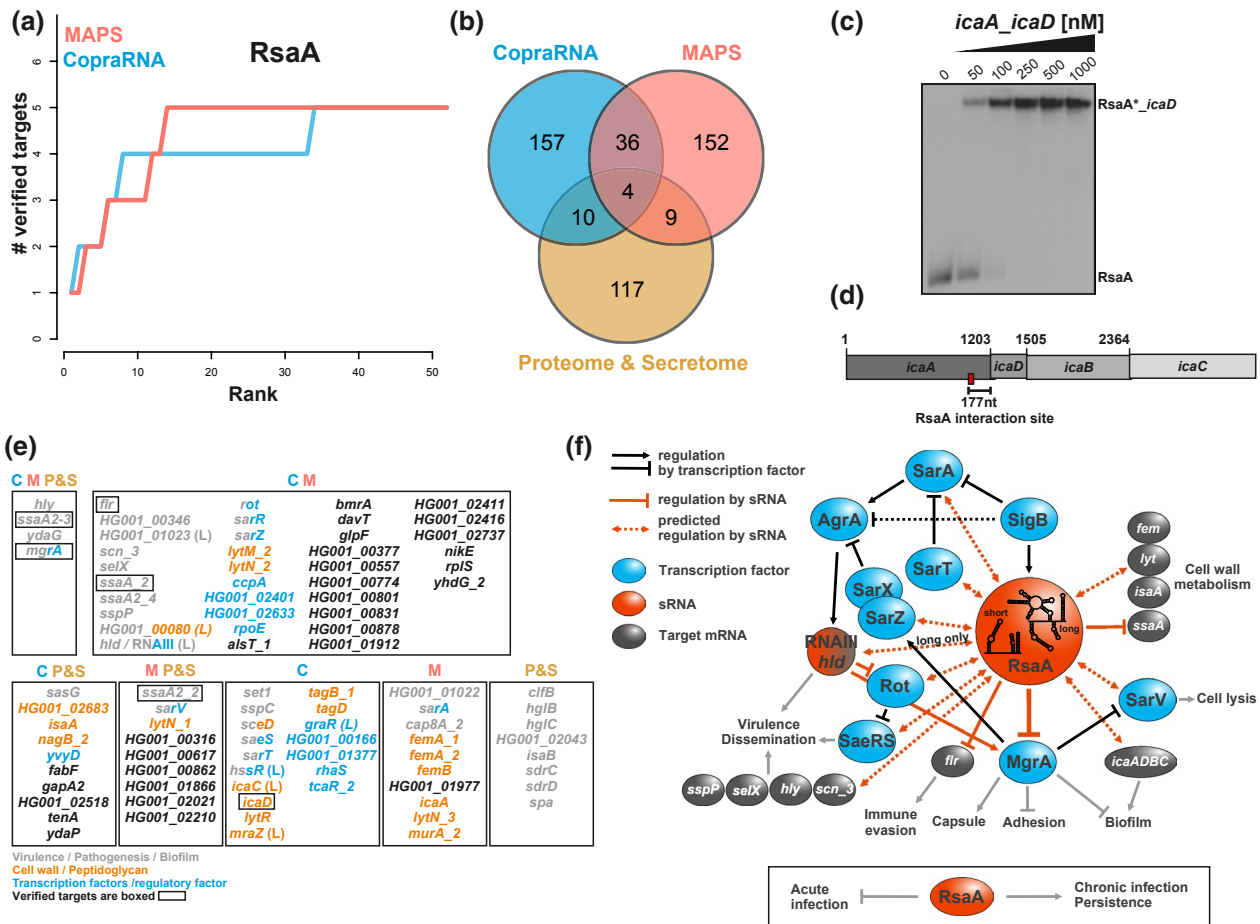 (a)
MAPS
CopraRNA
RsaA
# verified targets
0
1
2
3
4
5
6
0
10
20
30
40
50
Rank
(b)
CopraRNA
MAPS
157
36
152
4
10
9
117
Proteome & Secretome
(c)
icaA_icaD [nM]
0
50
100
250
500
1000
RsaA*_icaD
RsaA
(d)
1
1203
1505
2364
icaA
icaD
icaB
icaC
177nt
RsaA interaction site
(e)
C M P&S
hly
ssaA2-3
ydaG
mgrA
C M
flr
HG001_00346
HG001_01023 (L)
scn_3
selX
ssaA_2
ssaA2_4
sspP
HG001_00080 (L)
hld / RNAIII (L)
rot
sarR
sarZ
lytM_2
lytN_2
ccpA
HG001_02401
HG001_02633
rpoE
alsT_1
bmrA
davT
glpF
HG001_00377
HG001_00557
HG001_00774
HG001_00801
HG001_00831
HG001_00878
HG001_01912
HG001_02411
HG001_02416
HG001_02737
nikE
rplS
yhdG_2
C P&S
sasG
HG001_02683
isaA
nagB_2
yvyD
fabF
gapA2
HG001_02518
tenA
ydaP
M P&S
ssaA2_2
sarV
lytN_1
HG001_00316
HG001_00617
HG001_00862
HG001_01866
HG001_02021
HG001_02210
C
set1
sspC
sceD
saeS
sarT
hssR (L)
icaC (L)
icaD
lytR
mraZ (L)
tagB_1
tagD
graR (L)
HG001_00166
HG001_01377
rhaS
tcaR_2
M
HG001_01022
sarA
cap8A_2
femA_1
femA_2
femB
HG001_01977
icaA
lytN_3
murA_2
P&S
clfB
hglB
hglC
HG001_02043
isaB
sdrC
sdrD
spa
Virulence / Pathogenesis / Biofilm
Cell wall / Peptidoglycan
Transcription factors /regulatory factor
Verified targets are boxed
(f)
regulation
by transcription factor
regulation by sRNA
predicted
regulation by sRNA
Transcription factor
sRNA
Target mRNA
SarA
AgrA
SigB
SarT
SarX
SarZ
RNAIII
hld
long only
short
long
RsaA
fem
lyt
isaA
ssaA
Cell wall
metabolism
Rot
SarV
Cell lysis
Virulence
Dissemination
SaeRS
flr
MgrA
icaADBC
sspP
selX
hly
scn_3
Immune
evasion
Capsule
Adhesion
Biofilm
Acute
infection
RsaA
Chronic infection
Persistence